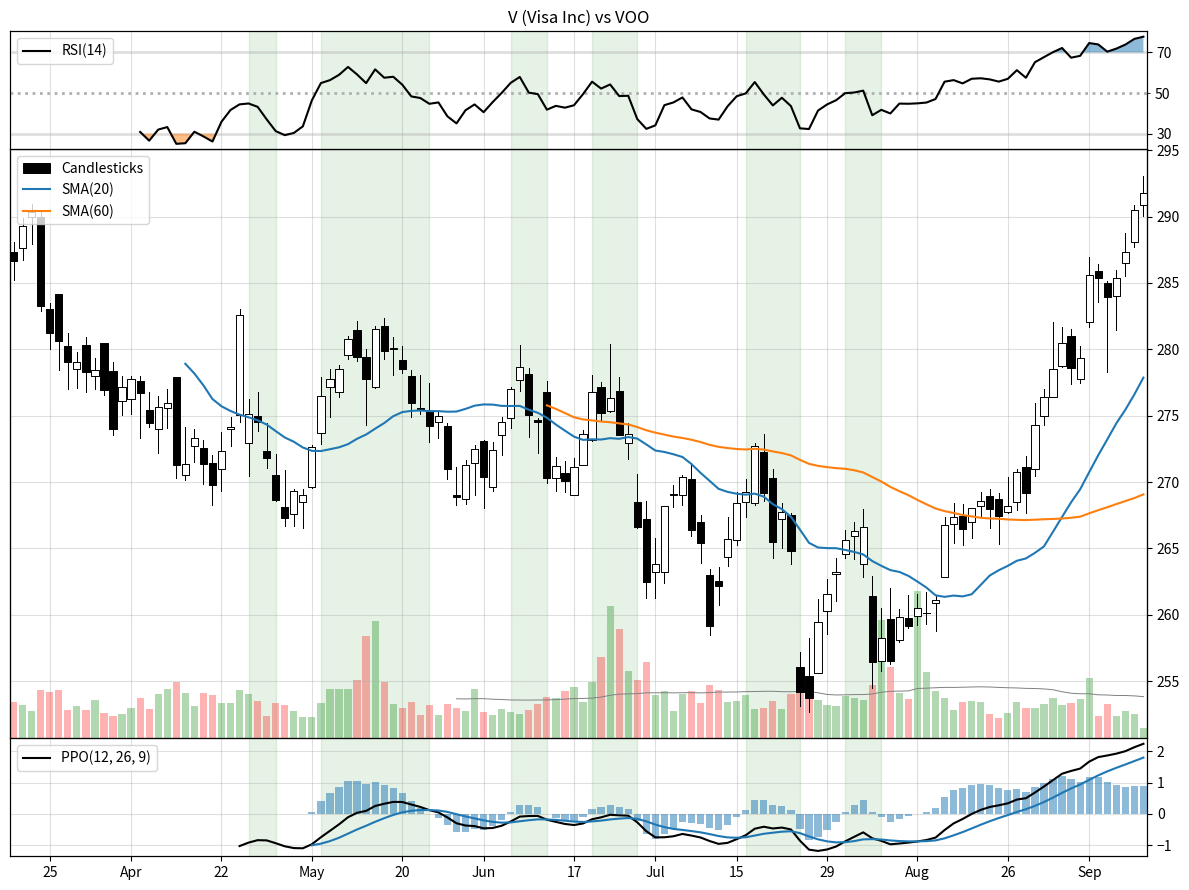 V (Visa Inc) vs VOO
RSI(14)
70
50
30
Candlesticks
SMA(20)
SMA(60)
295
290
285
280
275
270
265
260
255
PPO(12, 26, 9)
2
1
0
−1
25 Apr 22 May 20 Jun 17 Jul 15 29 Aug 26 Sep